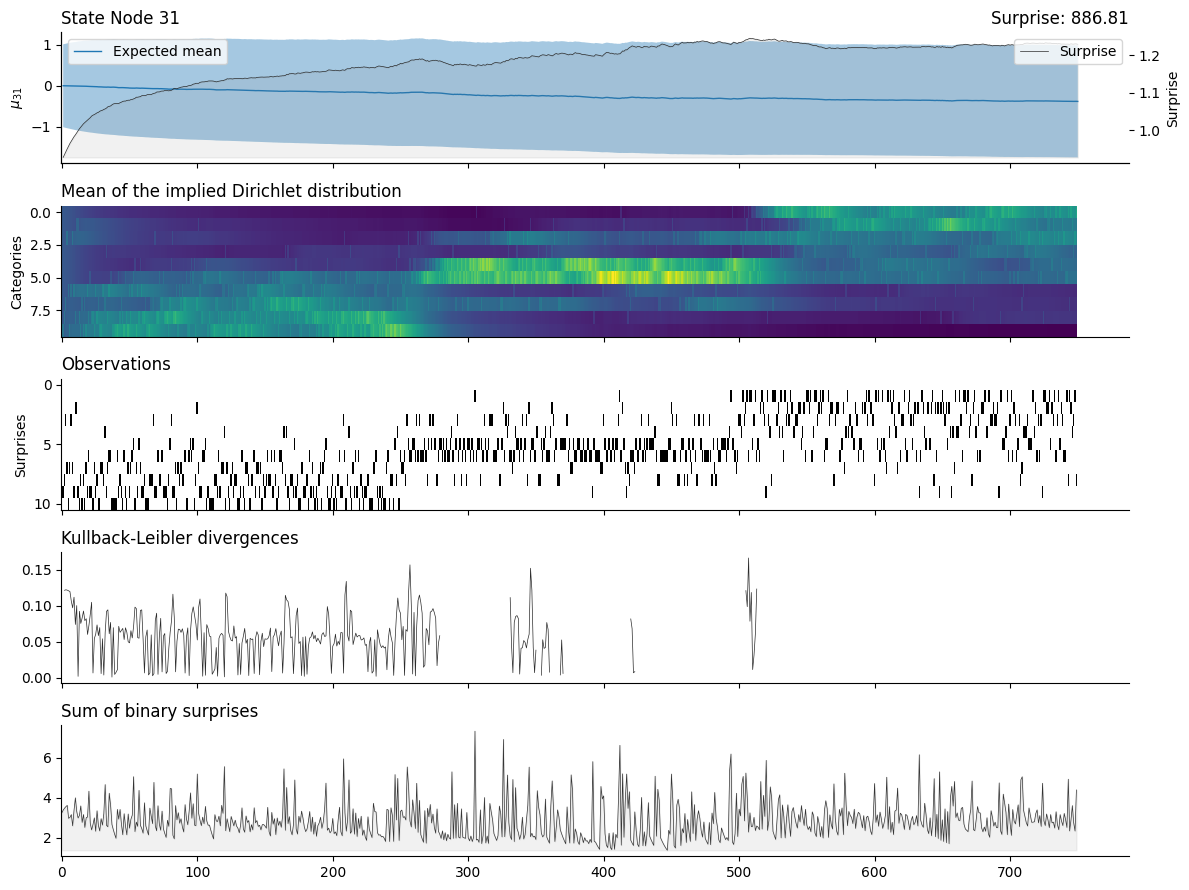 State Node 31 Surprise: 886.81
Expected mean
Surprise
1
0
−1
μ31
1.2
1.1
1.0
Surprise
Mean of the implied Dirichlet distribution
0.0
2.5
5.0
7.5
Categories
Observations
0
5
10
Surprises
Kullback-Leibler divergences
0.15
0.10
0.05
0.00
Sum of binary surprises
6
4
2
0 100 200 300 400 500 600 700